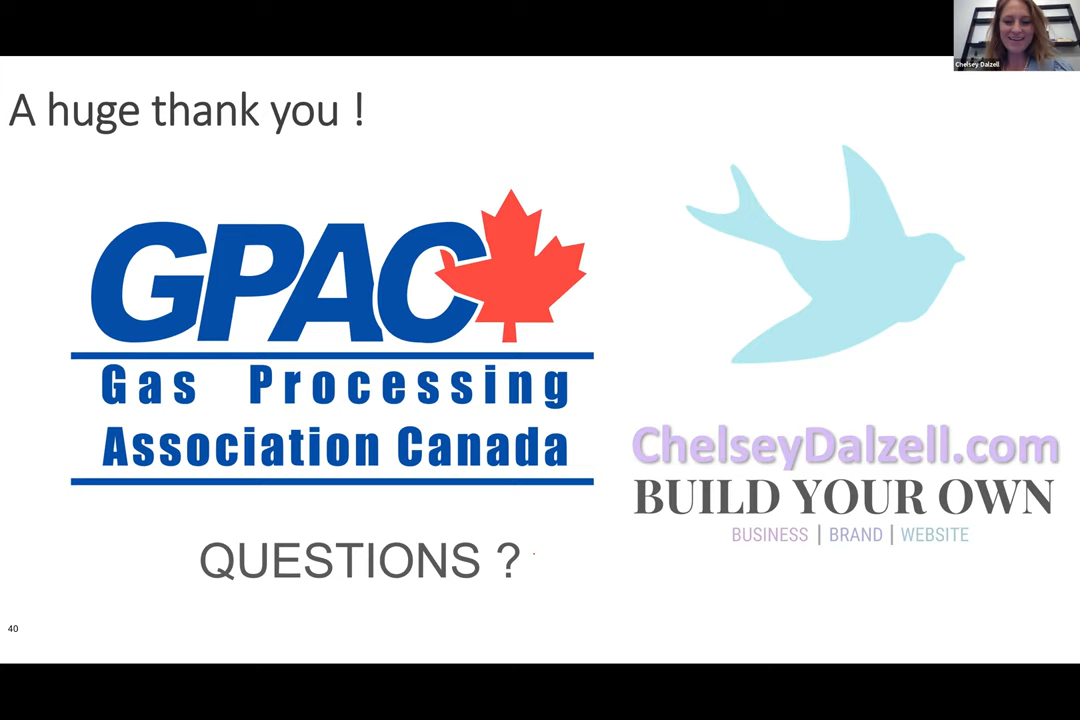 Chelsey Dalzell
A huge thank you !
GPAC
Gas Processing
Association Canada
ChelseyDalzell.com
BUILD YOUR OWN
BUSINESS | BRAND | WEBSITE
QUESTIONS ?
40